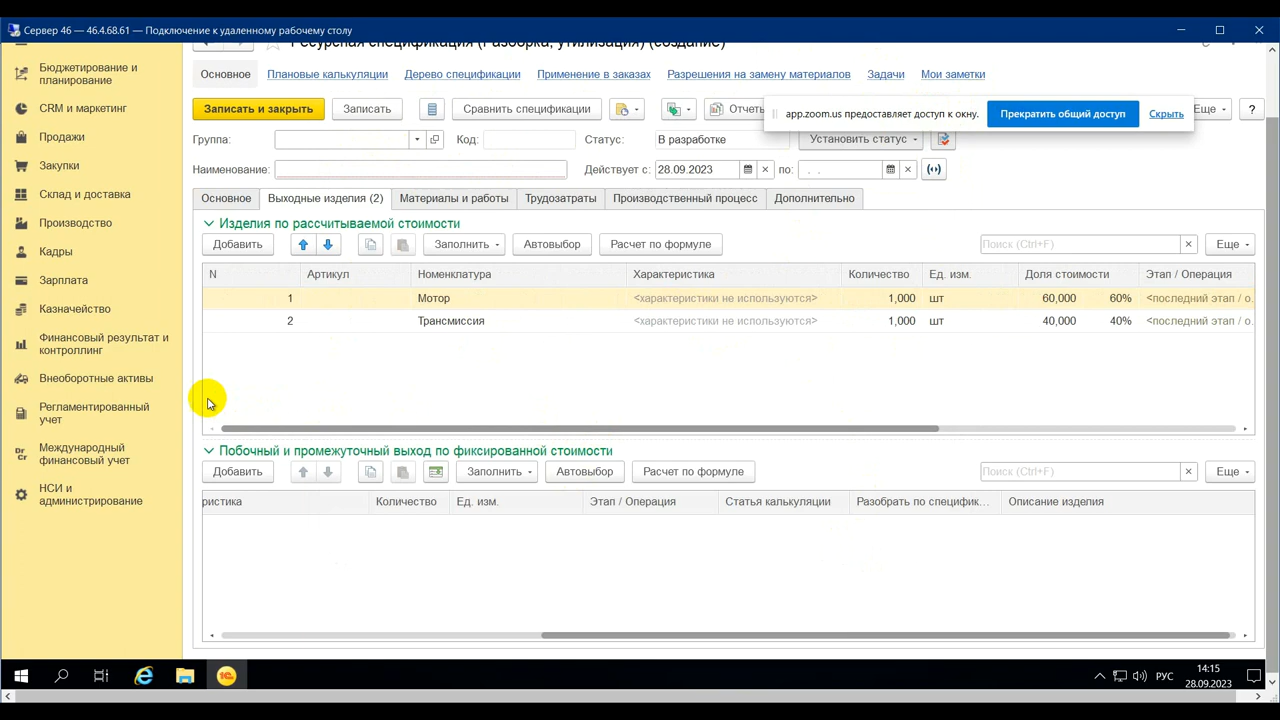 Сервер 46 — 46.4.68.61 — Подключение к удаленному рабочему столу
Ресурсная спецификация (Разборка, утилизация) (создание)
Бюджетирование и планирование
CRM и маркетинг
Продажи
Закупки
Склад и доставка
Производство
Кадры
Зарплата
Казначейство
Финансовый результат и контроллинг
Внеоборотные активы
Регламентированный учет
Международный финансовый учет
НСИ и администрирование
Основное Плановые калькуляции Дерево спецификации Применение в заказах Разрешения на замену материалов Задачи Мои заметки
Записать и закрыть Записать Сравнить спецификации Отчеты Еще ?
app.zoom.us предоставляет доступ к окну. Прекратить общий доступ Скрыть
Группа: Код: Статус: В разработке Установить статус
Наименование: Действует с: 28.09.2023 по: . .
Основное Выходные изделия (2) Материалы и работы Трудозатраты Производственный процесс Дополнительно
Изделия по рассчитываемой стоимости
Добавить Заполнить Автовыбор Расчет по формуле Поиск (Ctrl+F) × Еще
N Артикул Номенклатура Характеристика Количество Ед. изм. Доля стоимости Этап / Операция
1 Мотор <характеристики не используются> 1,000 шт 60,000 60% <последний этап / о.
2 Трансмиссия <характеристики не используются> 1,000 шт 40,000 40% <последний этап / о.
Побочный и промежуточный выход по фиксированной стоимости
Добавить Заполнить Автовыбор Расчет по формуле Поиск (Ctrl+F) × Еще
ристика Количество Ед. изм. Этап / Операция Статья калькуляции Разобрать по специфик... Описание изделия
РУС
14:15
28.09.2023